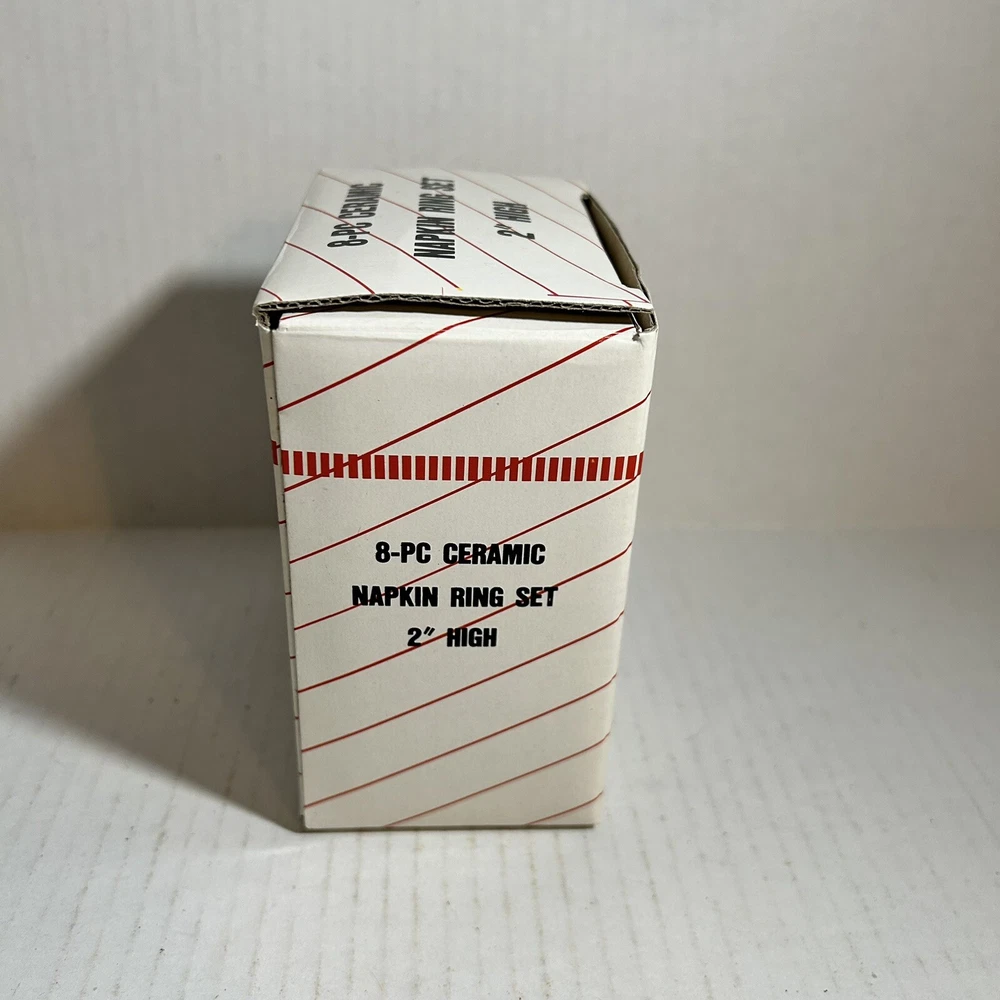 8-PC CERAMIC
NAPKIN RING SET
2" HIGH
8-PC CERAMIC
NAPKIN RING SET
2" HIGH